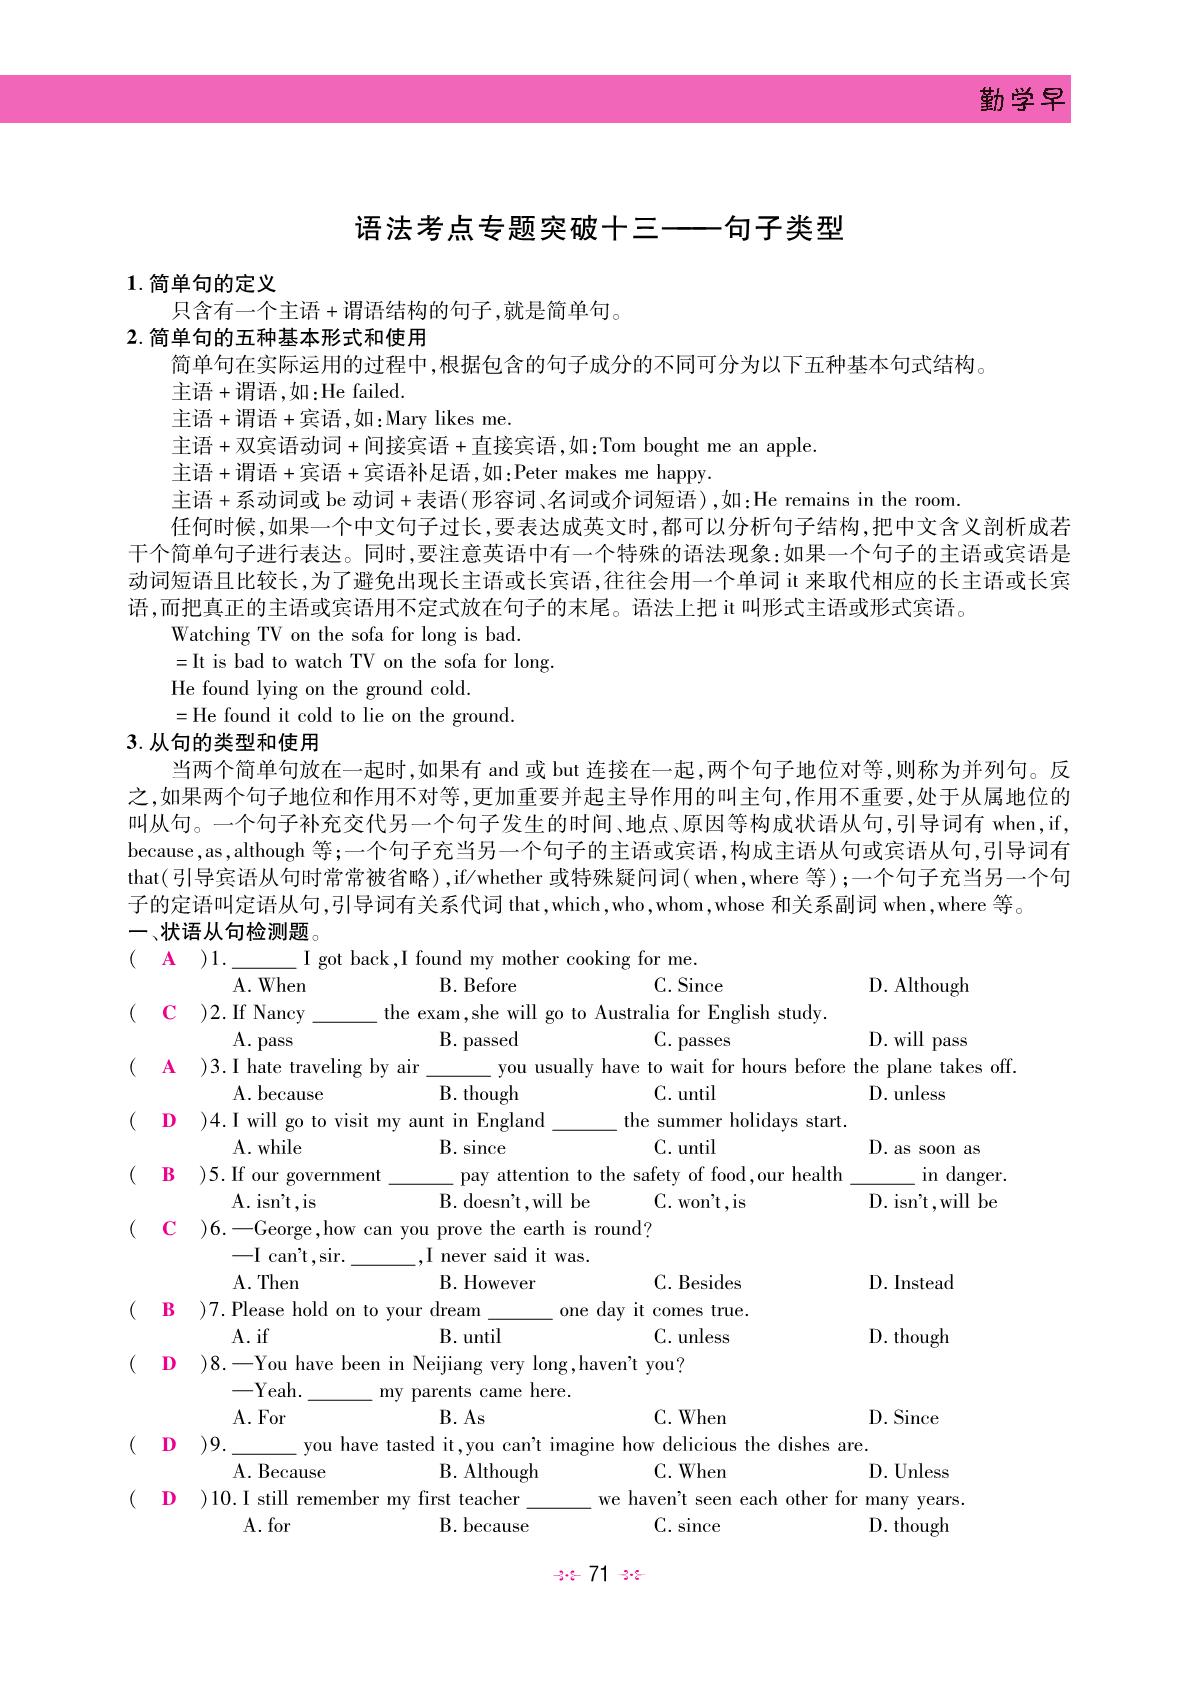 勤学早
语法考点专题突破十三——句子类型
1. 简单句的定义
只含有一个主语+谓语结构的句子,就是简单句。
2. 简单句的五种基本形式和使用
简单句在实际运用的过程中,根据包含的句子成分的不同可分为以下五种基本句式结构。
主语+谓语,如:He failed.
主语+谓语+宾语,如:Mary likes me.
主语+双宾语动词+间接宾语+直接宾语,如:Tom bought me an apple.
主语+谓语+宾语+宾语补足语,如:Peter makes me happy.
主语+系动词或 be 动词+表语(形容词、名词或介词短语),如:He remains in the room.
任何时候,如果一个中文句子过长,要表达成英文时,都可以分析句子结构,把中文含义剖析成若
干个简单句子进行表达。同时,要注意英语中有一个特殊的语法现象:如果一个句子的主语或宾语是
动词短语且比较长,为了避免出现长主语或长宾语,往往会用一个单词 it 来取代相应的长主语或长宾
语,而把真正的主语或宾语用不定式放在句子的末尾。语法上把 it 叫形式主语或形式宾语。
Watching TV on the sofa for long is bad.
=It is bad to watch TV on the sofa for long.
He found lying on the ground cold.
=He found it cold to lie on the ground.
3. 从句的类型和使用
当两个简单句放在一起时,如果有 and 或 but 连接在一起,两个句子地位对等,则称为并列句。反
之,如果两个句子地位和作用不对等,更加重要并起主导作用的叫主句,作用不重要,处于从属地位的
叫从句。一个句子补充交代另一个句子发生的时间、地点、原因等构成状语从句,引导词有 when,if,
because,as,although 等;一个句子充当另一个句子的主语或宾语,构成主语从句或宾语从句,引导词有
that(引导宾语从句时常常被省略),if/whether 或特殊疑问词(when,where 等);一个句子充当另一个句
子的定语叫定语从句,引导词有关系代词 that,which,who,whom,whose 和关系副词 when,where 等。
一、状语从句检测题。
( A )1. ______ I got back,I found my mother cooking for me.
A. When B. Before C. Since D. Although
( C )2. If Nancy ______ the exam,she will go to Australia for English study.
A. pass B. passed C. passes D. will pass
( A )3. I hate traveling by air ______ you usually have to wait for hours before the plane takes off.
A. because B. though C. until D. unless
( D )4. I will go to visit my aunt in England ______ the summer holidays start.
A. while B. since C. until D. as soon as
( B )5. If our government ______ pay attention to the safety of food,our health ______ in danger.
A. isn't,is B. doesn't,will be C. won't,is D. isn't,will be
( C )6. —George,how can you prove the earth is round?
—I can't,sir. ______,I never said it was.
A. Then B. However C. Besides D. Instead
( B )7. Please hold on to your dream ______ one day it comes true.
A. if B. until C. unless D. though
( D )8. —You have been in Neijiang very long,haven't you?
—Yeah. ______ my parents came here.
A. For B. As C. When D. Since
( D )9. ______ you have tasted it,you can't imagine how delicious the dishes are.
A. Because B. Although C. When D. Unless
( D )10. I still remember my first teacher ______ we haven't seen each other for many years.
A. for B. because C. since D. though
71